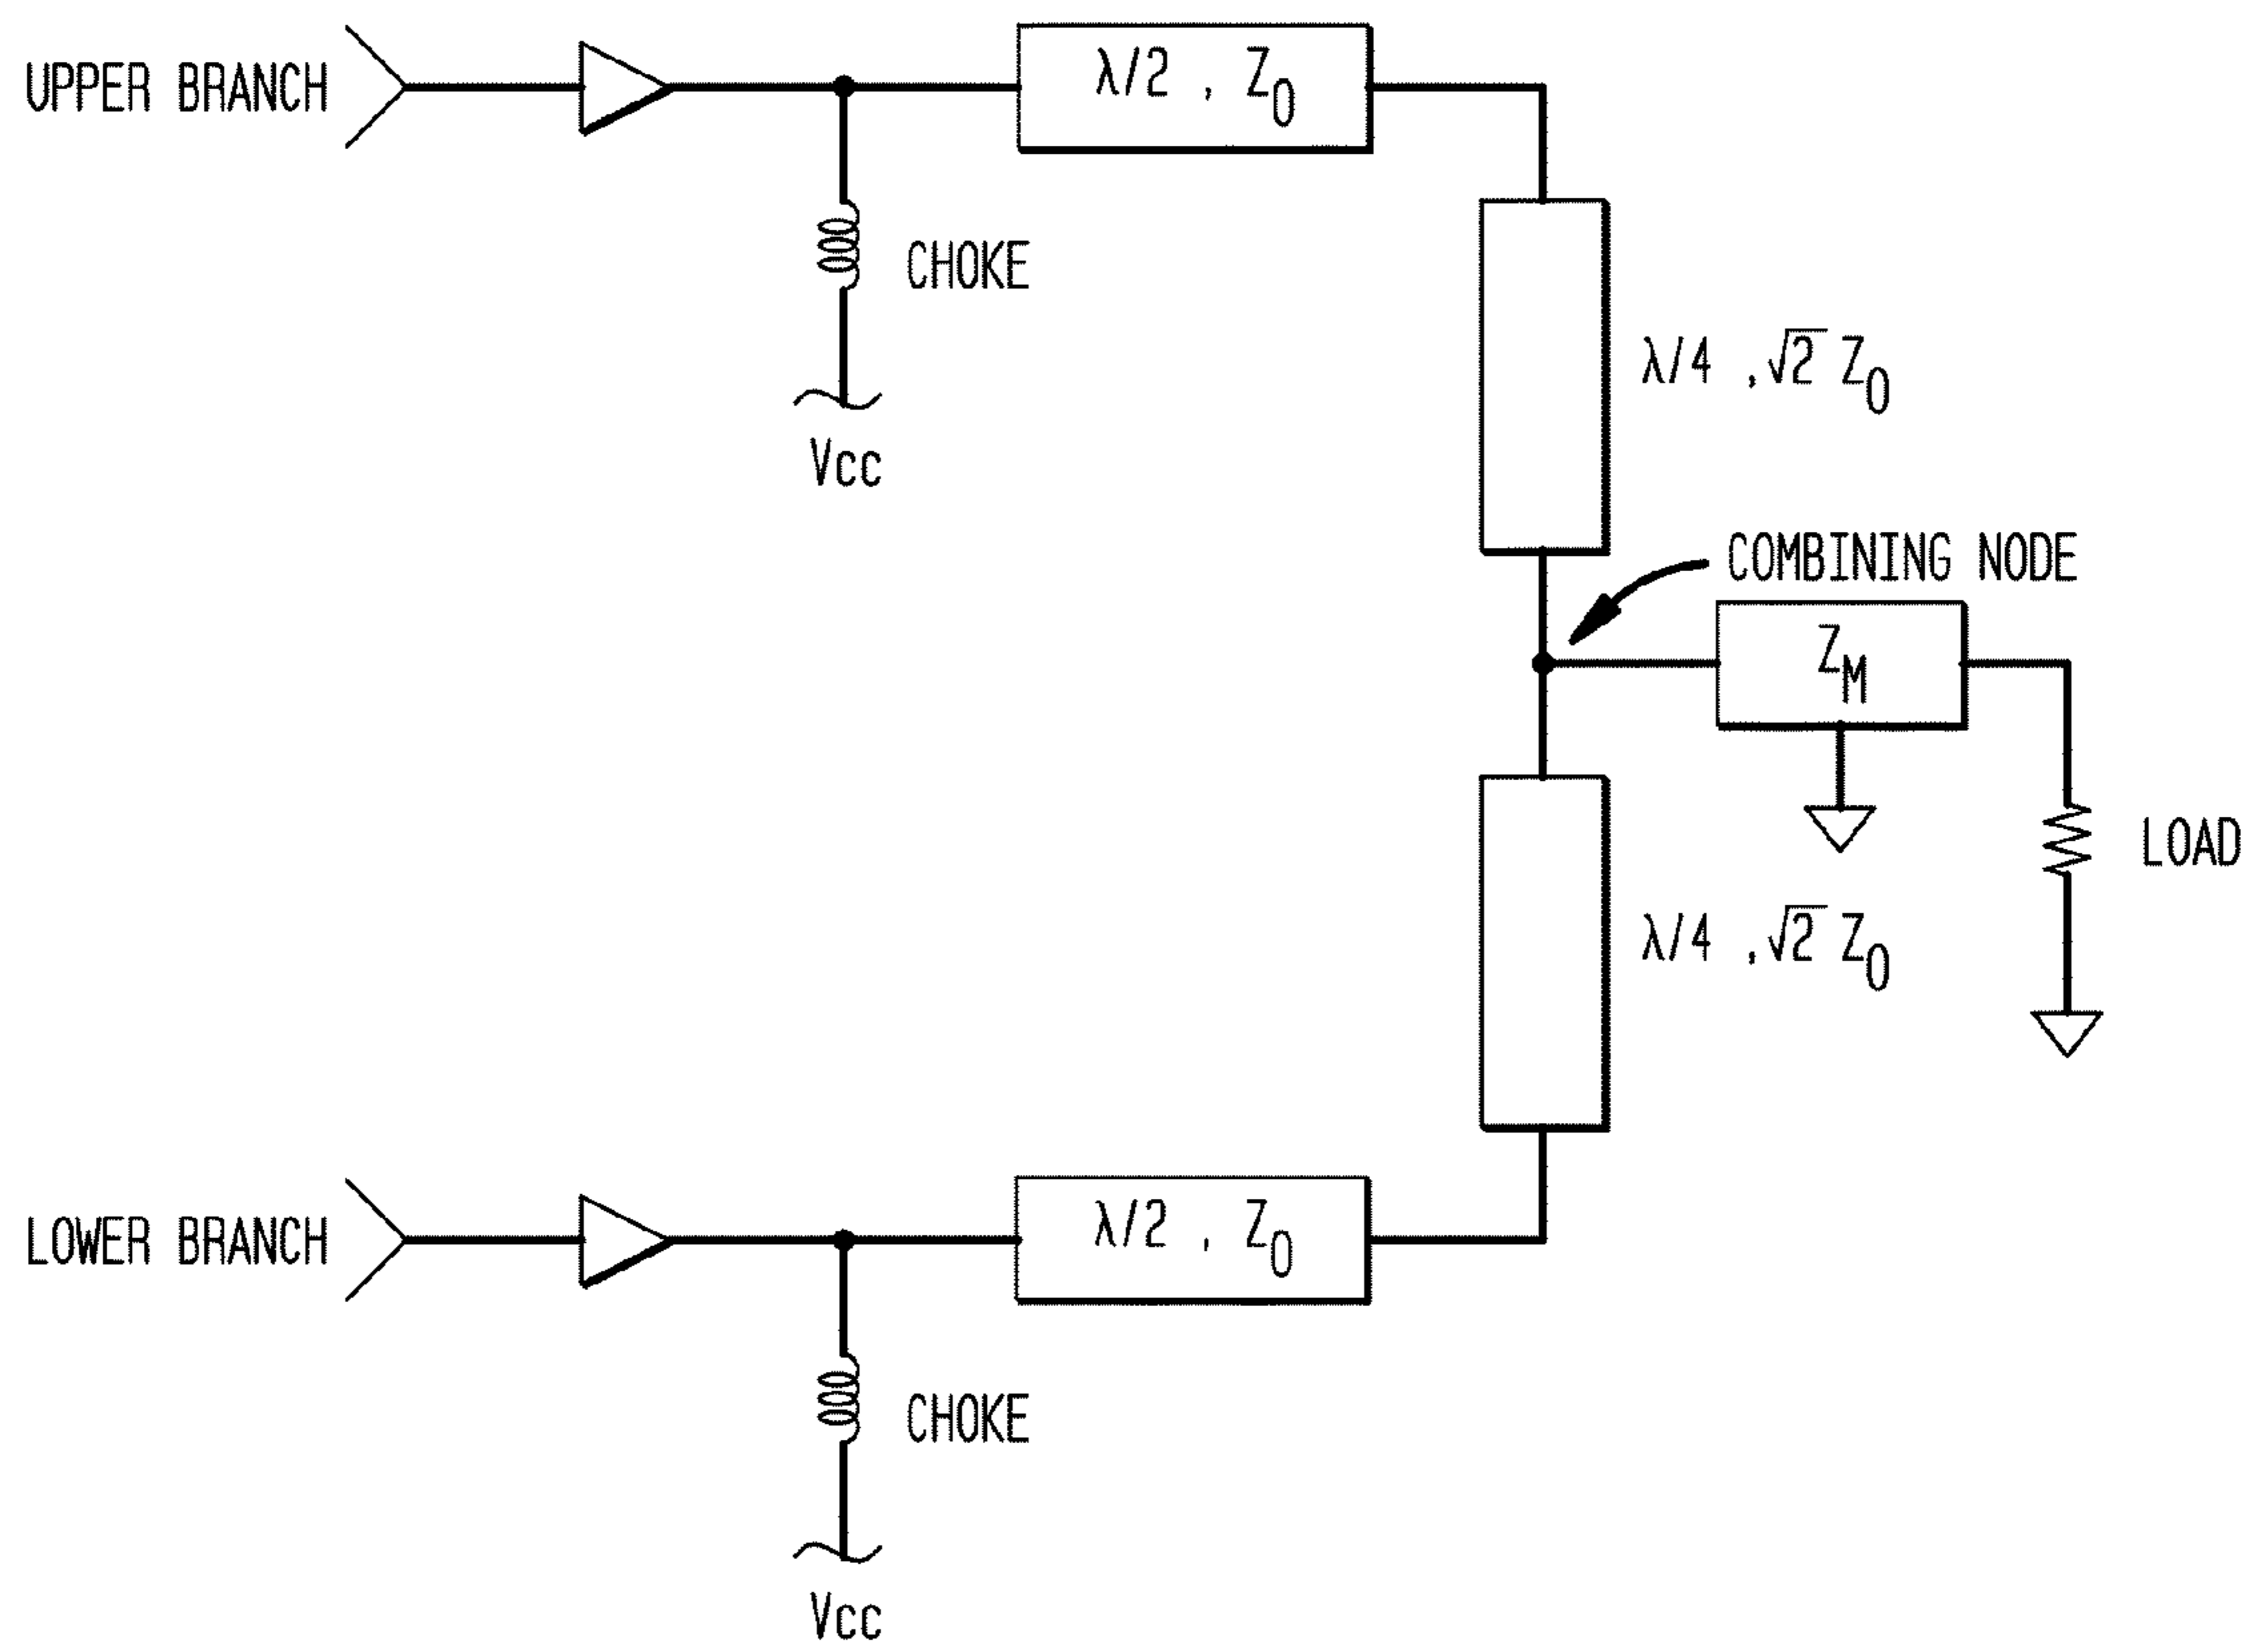 UPPER BRANCH
λ/2 , Z0
CHOKE
Vcc
λ/4 , √2 Z0
COMBINING NODE
ZM
LOAD
λ/4 , √2 Z0
LOWER BRANCH
λ/2 , Z0
CHOKE
Vcc